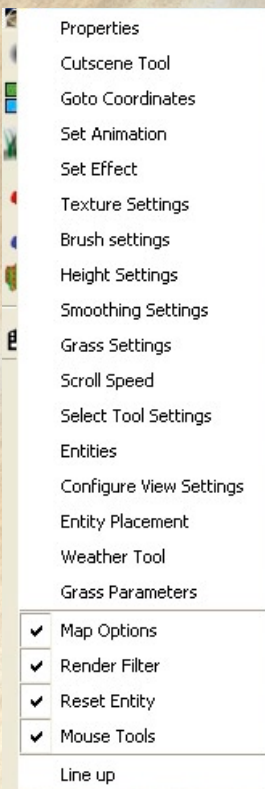 Properties
Cutscene Tool
Goto Coordinates
Set Animation
Set Effect
Texture Settings
Brush settings
Height Settings
Smoothing Settings
Grass Settings
Scroll Speed
Select Tool Settings
Entities
Configure View Settings
Entity Placement
Weather Tool
Grass Parameters
Map Options
Render Filter
Reset Entity
Mouse Tools
Line up